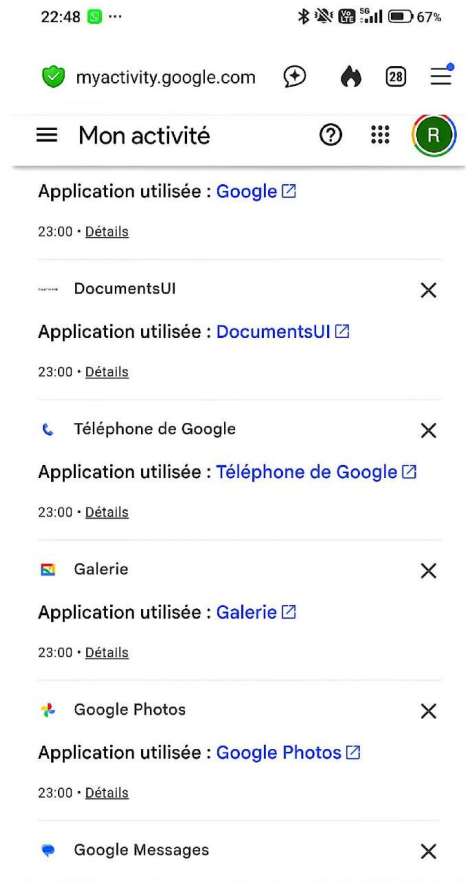 22:48 ... 5G 67%
myactivity.google.com 28
Mon activité R
Application utilisée : Google
23:00 • Détails
DocumentsUI
Application utilisée : DocumentsUI
23:00 • Détails
Téléphone de Google
Application utilisée : Téléphone de Google
23:00 • Détails
Galerie
Application utilisée : Galerie
23:00 • Détails
Google Photos
Application utilisée : Google Photos
23:00 • Détails
Google Messages